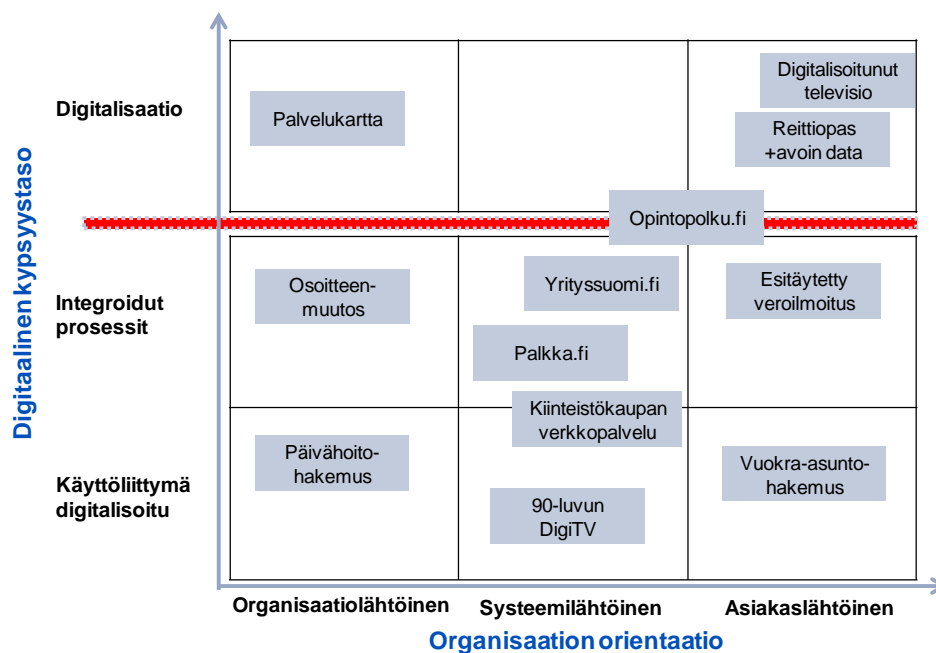 Digitaalinen kypsyystaso
Digitalisaatio
Palvelukartta
Digitalisoitunut
televisio
Reittiopas
+avoin data
Opintopolku.fi
Integroidut
prosessit
Osoitteen-
muutos
Yrityssuomi.fi
Esitäytetty
veroilmoitus
Palkka.fi
Kiinteistökaupan
verkkopalvelu
Käyttöliittymä
digitalisoitu
Päivähoito-
hakemus
90-luvun
DigiTV
Vuokra-asunto-
hakemus
Organisaatiolähtöinen
Systeemilähtöinen
Asiakaslähtöinen
Organisaation orientaatio